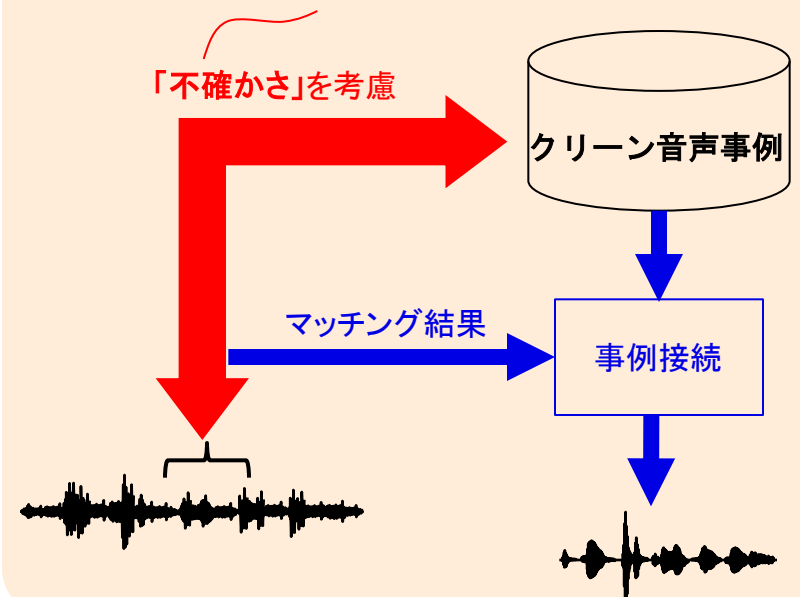 「不確かさ」を考慮
クリーン音声事例
マッチング結果
事例接続